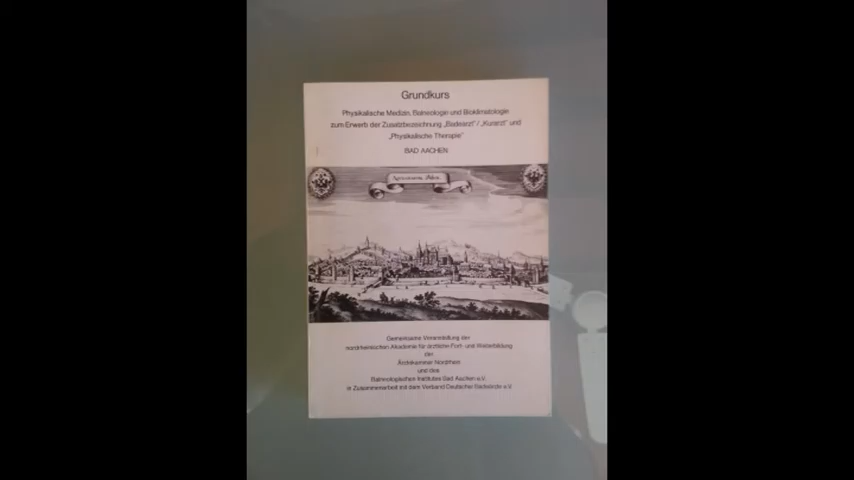 Grundkurs
Physikalische Medizin, Balneologie und Bioklimatologie
zum Erwerb der Zusatzbezeichnung „Badearzt" / „Kurarzt" und
„Physikalische Therapie"
BAD AACHEN
Gemeinsame Veranstaltung der
nordrheinischen Akademie für ärztliche Fort- und Weiterbildung
der
Ärztekammer Nordrhein
und des
Balneologischen Institutes Bad Aachen e.V.
in Zusammenarbeit mit dem Verband Deutscher Badeärzte e.V.